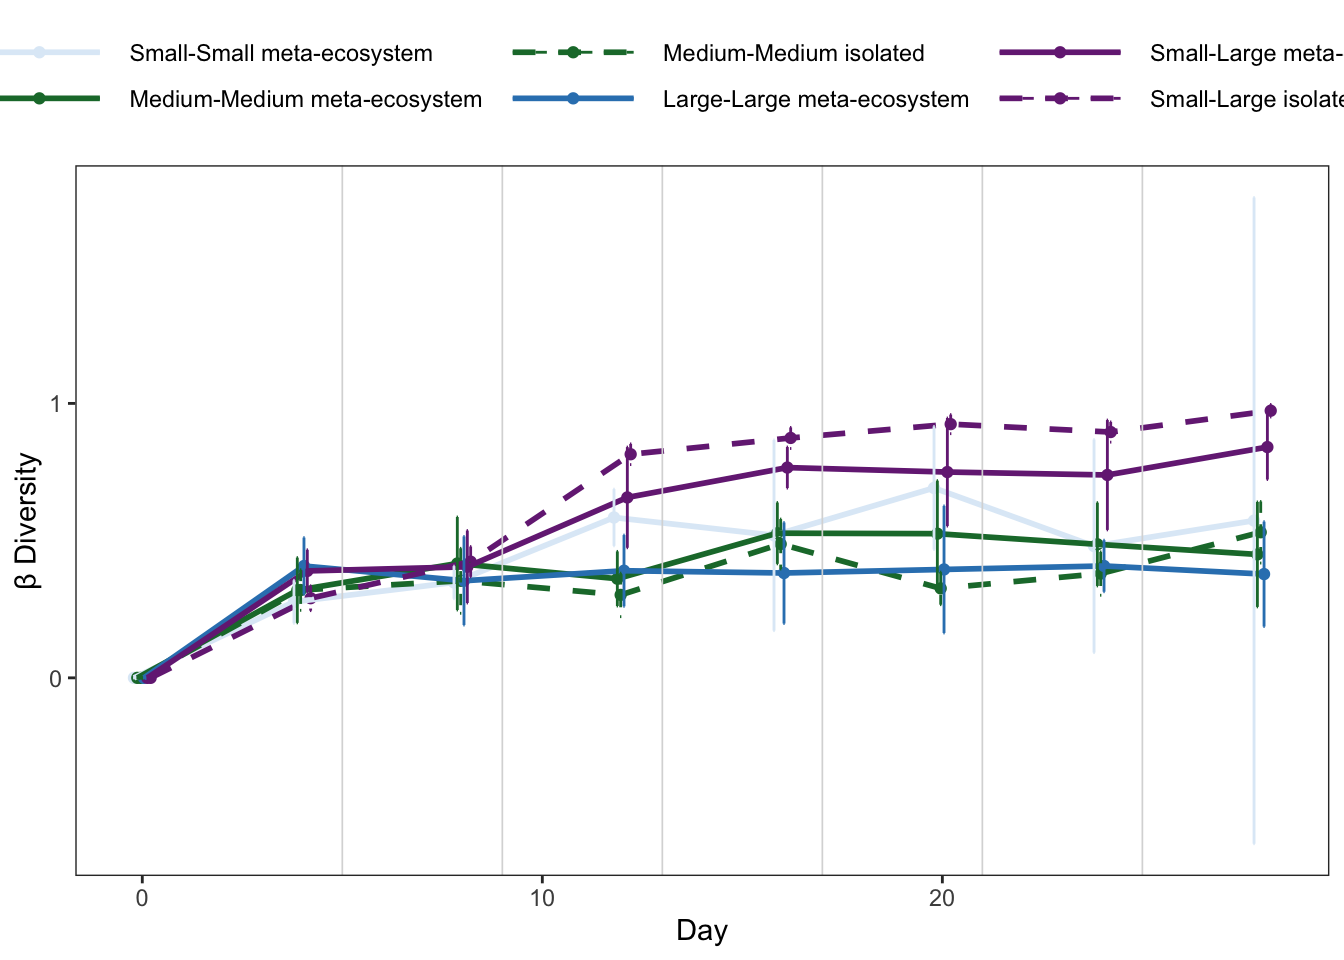 Small-Small meta-ecosystem
Medium-Medium isolated
Small-Large meta-
Medium-Medium meta-ecosystem
Large-Large meta-ecosystem
Small-Large isolate
1
0
β Diversity
0
10
20
Day